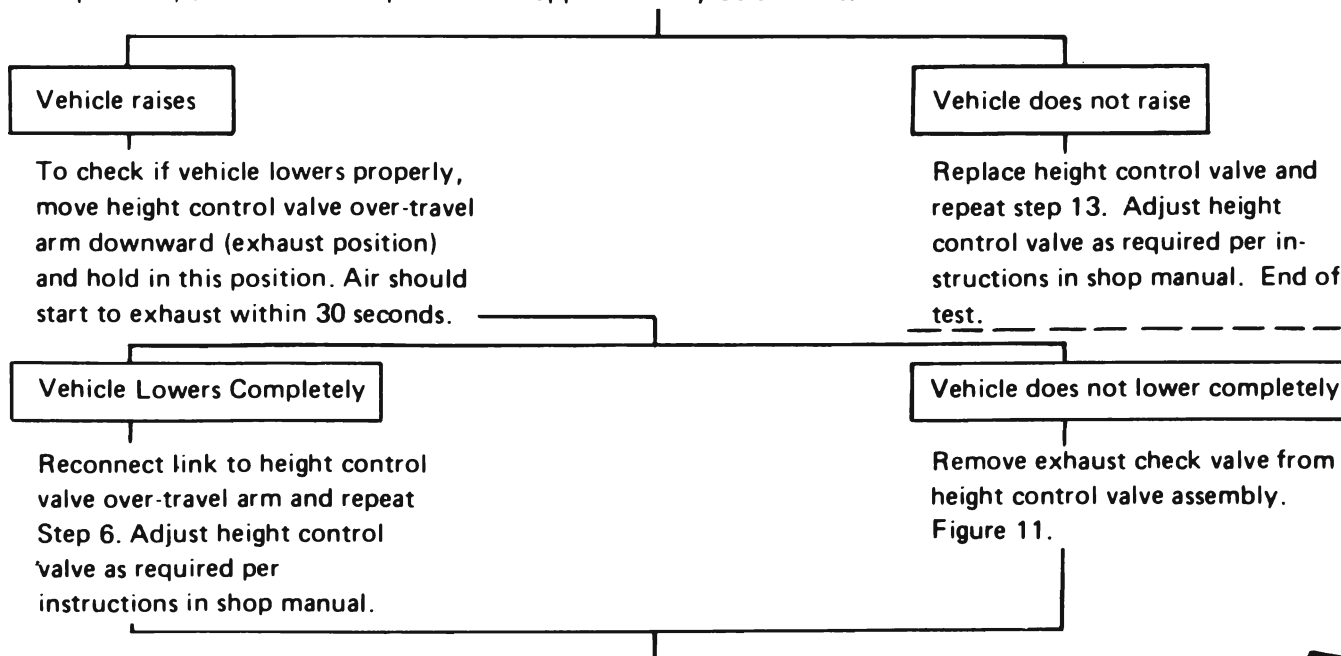 Vehicle raises
To check if vehicle lowers properly,
move height control valve over-travel
arm downward (exhaust position)
and hold in this position. Air should
start to exhaust within 30 seconds.
Vehicle does not raise
Replace height control valve and
repeat step 13. Adjust height
control valve as required per in-
structions in shop manual. End of
test.
Vehicle Lowers Completely
Reconnect link to height control
valve over-travel arm and repeat
Step 6. Adjust height control
valve as required per
instructions in shop manual.
Vehicle does not lower completely
Remove exhaust check valve from
height control valve assembly.
Figure 11.